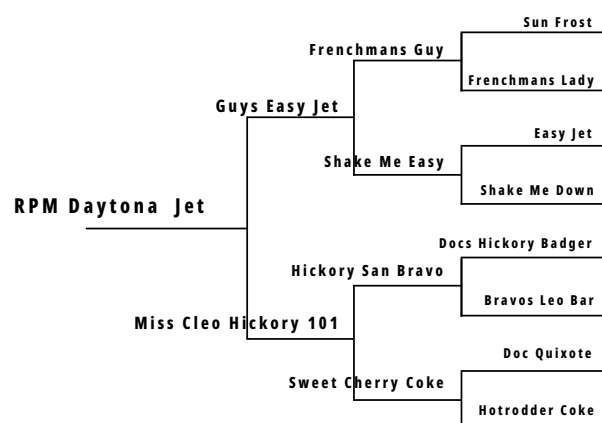 Sun Frost
Frenchmans Guy
Frenchmans Lady
Guys Easy Jet
Easy Jet
Shake Me Easy
Shake Me Down
RPM Daytona Jet
Docs Hickory Badger
Hickory San Bravo
Bravos Leo Bar
Miss Cleo Hickory 101
Doc Quixote
Sweet Cherry Coke
Hotrodder Coke